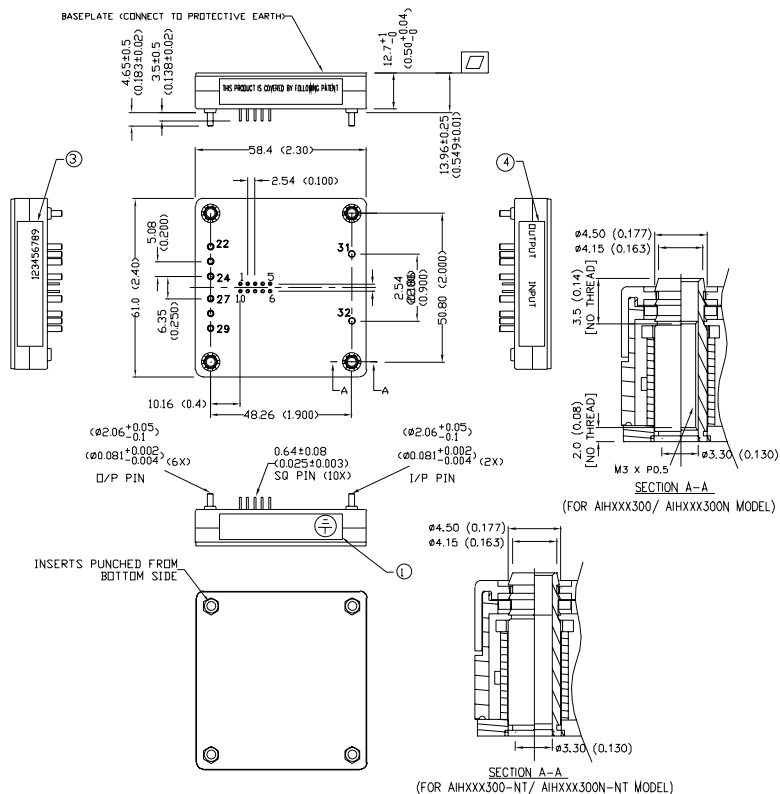 BASEPLATE (CONNECT TO PROTECTIVE EARTH)
4.65±0.5
(0.183±0.02)
3.5±0.5
(0.138±0.02)
12.7+1-0
(0.50+0.04-0)
THIS PRODUCT IS COVERED BY FOLLOWING PATENT
13.96±0.25
(0.549±0.01)
58.4 (2.30)
2.54 (0.100)
3
4
123456789
OUTPUT
INPUT
61.0 (2.40)
5.08
(0.200)
6.35
(0.250)
22
24
27
29
1
5
10
6
31
32
2.54
(0.900)
50.80 (2.000)
A
A
10.16 (0.4)
48.26 (1.900)
ø4.50 (0.177)
ø4.15 (0.163)
3.5 (0.14)
[NO THREAD]
2.0 (0.08)
[NO THREAD]
ø3.30 (0.130)
M3 x P0.5
SECTION A-A
(FOR AIHXXX300/ AIHXXX300N MODEL)
(ø2.06+0.05-0.1)
(ø0.081+0.002-0.004) (6X)
O/P PIN
0.64±0.08
(0.025±0.003)
SQ PIN (10X)
(ø2.06+0.05-0.1)
(ø0.081+0.002-0.004) (2X)
I/P PIN
1
INSERTS PUNCHED FROM
BOTTOM SIDE
ø4.50 (0.177)
ø4.15 (0.163)
ø3.30 (0.130)
SECTION A-A
(FOR AIHXXX300-NT/ AIHXXX300N-NT MODEL)